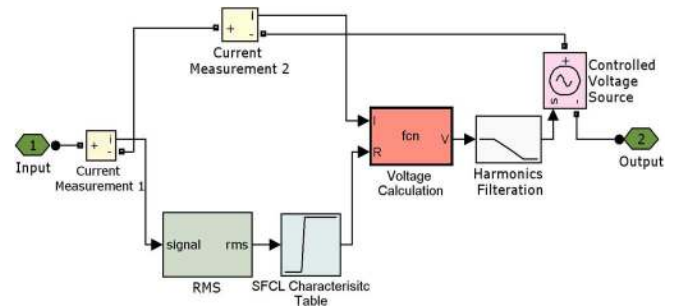 i
+
-
Current
Measurement 2
+
Controlled
Voltage
Source
s
-
1
Input
+
i
-
Current
Measurement 1
I
R
fcn
V
Voltage
Calculation
Harmonics
Filteration
2
Output
signal
rms
RMS
SFCL Characterisitc
Table